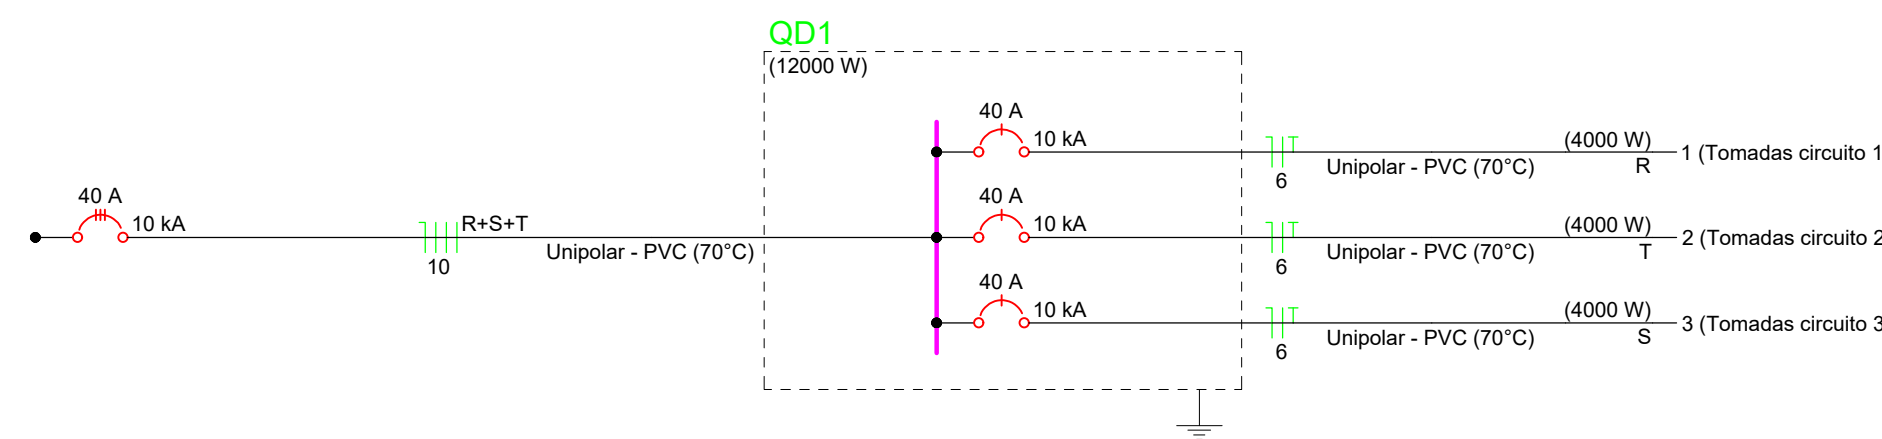 QD1
(12000 W)
40 A
10 kA
R+S+T
10
Unipolar - PVC (70°C)
40 A
10 kA
6
Unipolar - PVC (70°C)
(4000 W)
R
1 (Tomadas circuito 1
40 A
10 kA
6
Unipolar - PVC (70°C)
(4000 W)
T
2 (Tomadas circuito 2
40 A
10 kA
6
Unipolar - PVC (70°C)
(4000 W)
S
3 (Tomadas circuito 3